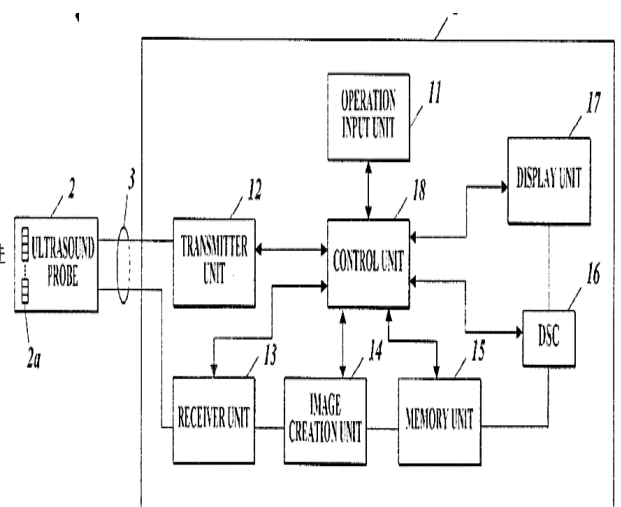 11
OPERATION
INPUT UNIT
17
DISPLAY UNIT
2
3
12
18
ULTRASOUND
PROBE
TRANSMITTER
UNIT
CONTROL UNIT
16
DSC
2a
13
14
15
RECEIVER UNIT
IMAGE
CREATION UNIT
MEMORY UNIT